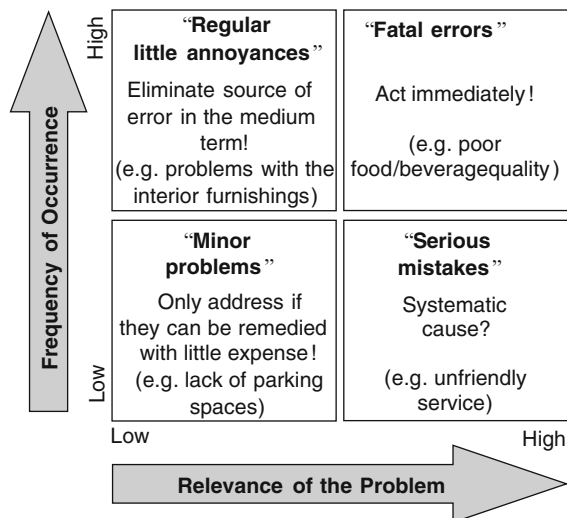 High
Frequency of Occurrence
Low
“Regular
little annoyances”
Eliminate source of
error in the medium
term!
(e.g. problems with the
interior furnishings)
“Fatal errors”
Act immediately!
(e.g. poor
food/beveragequality)
“Minor
problems”
Only address if
they can be remedied
with little expense!
(e.g. lack of parking
spaces)
“Serious
mistakes”
Systematic
cause?
(e.g. unfriendly
service)
Low
High
Relevance of the Problem